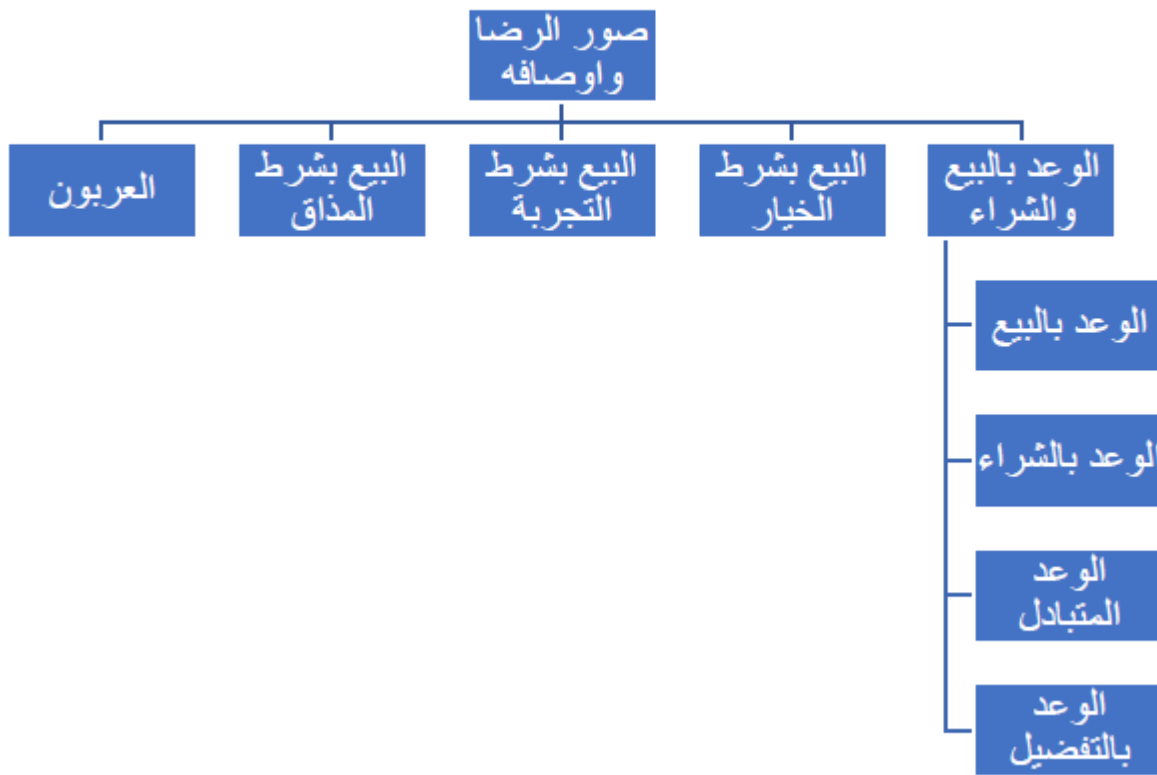 صور الرضا
واوصافه
الوعد بالبيع
والشراء
البيع بشرط
الخيار
البيع بشرط
التجربة
البيع بشرط
المذاق
العربون
الوعد بالبيع
الوعد بالشراء
الوعد
المتبادل
الوعد
بالتفضيل